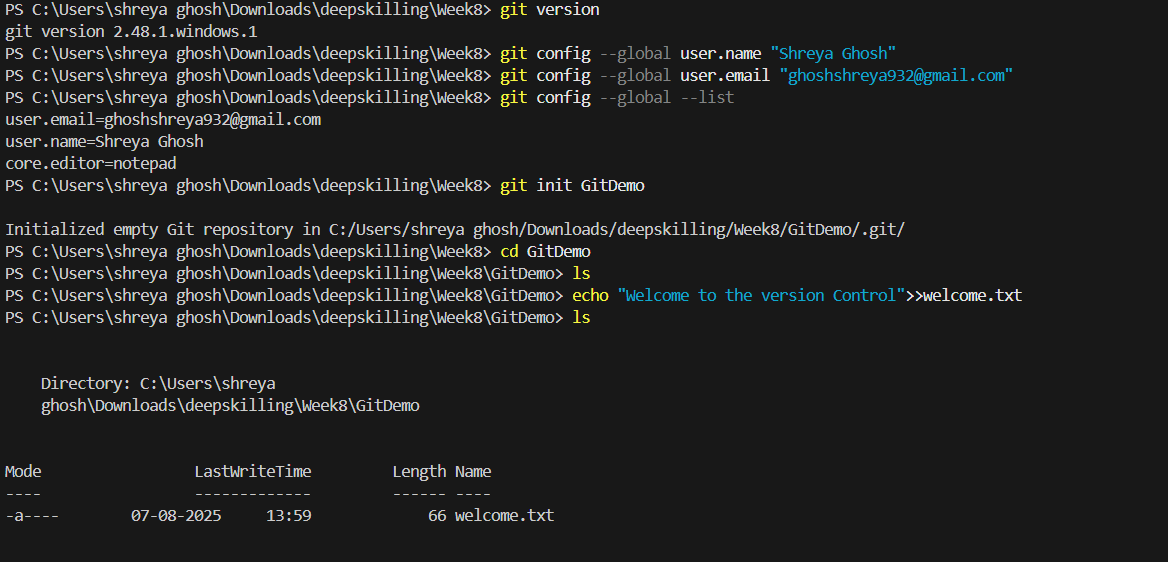 PS C:\Users\shreya ghosh\Downloads\deepskilling\Week8> git version
git version 2.48.1.windows.1
PS C:\Users\shreya ghosh\Downloads\deepskilling\Week8> git config --global user.name "Shreya Ghosh"
PS C:\Users\shreya ghosh\Downloads\deepskilling\Week8> git config --global user.email "ghoshshreya932@gmail.com"
PS C:\Users\shreya ghosh\Downloads\deepskilling\Week8> git config --global --list
user.email=ghoshshreya932@gmail.com
user.name=Shreya Ghosh
core.editor=notepad
PS C:\Users\shreya ghosh\Downloads\deepskilling\Week8> git init GitDemo
Initialized empty Git repository in C:/Users/shreya ghosh/Downloads/deepskilling/Week8/GitDemo/.git/
PS C:\Users\shreya ghosh\Downloads\deepskilling\Week8> cd GitDemo
PS C:\Users\shreya ghosh\Downloads\deepskilling\Week8\GitDemo> ls
PS C:\Users\shreya ghosh\Downloads\deepskilling\Week8\GitDemo> echo "Welcome to the version Control">>welcome.txt
PS C:\Users\shreya ghosh\Downloads\deepskilling\Week8\GitDemo> ls
Directory: C:\Users\shreya
ghosh\Downloads\deepskilling\Week8\GitDemo
Mode LastWriteTime Length Name
---- ------------- ------ ----
-a---- 07-08-2025 13:59 66 welcome.txt